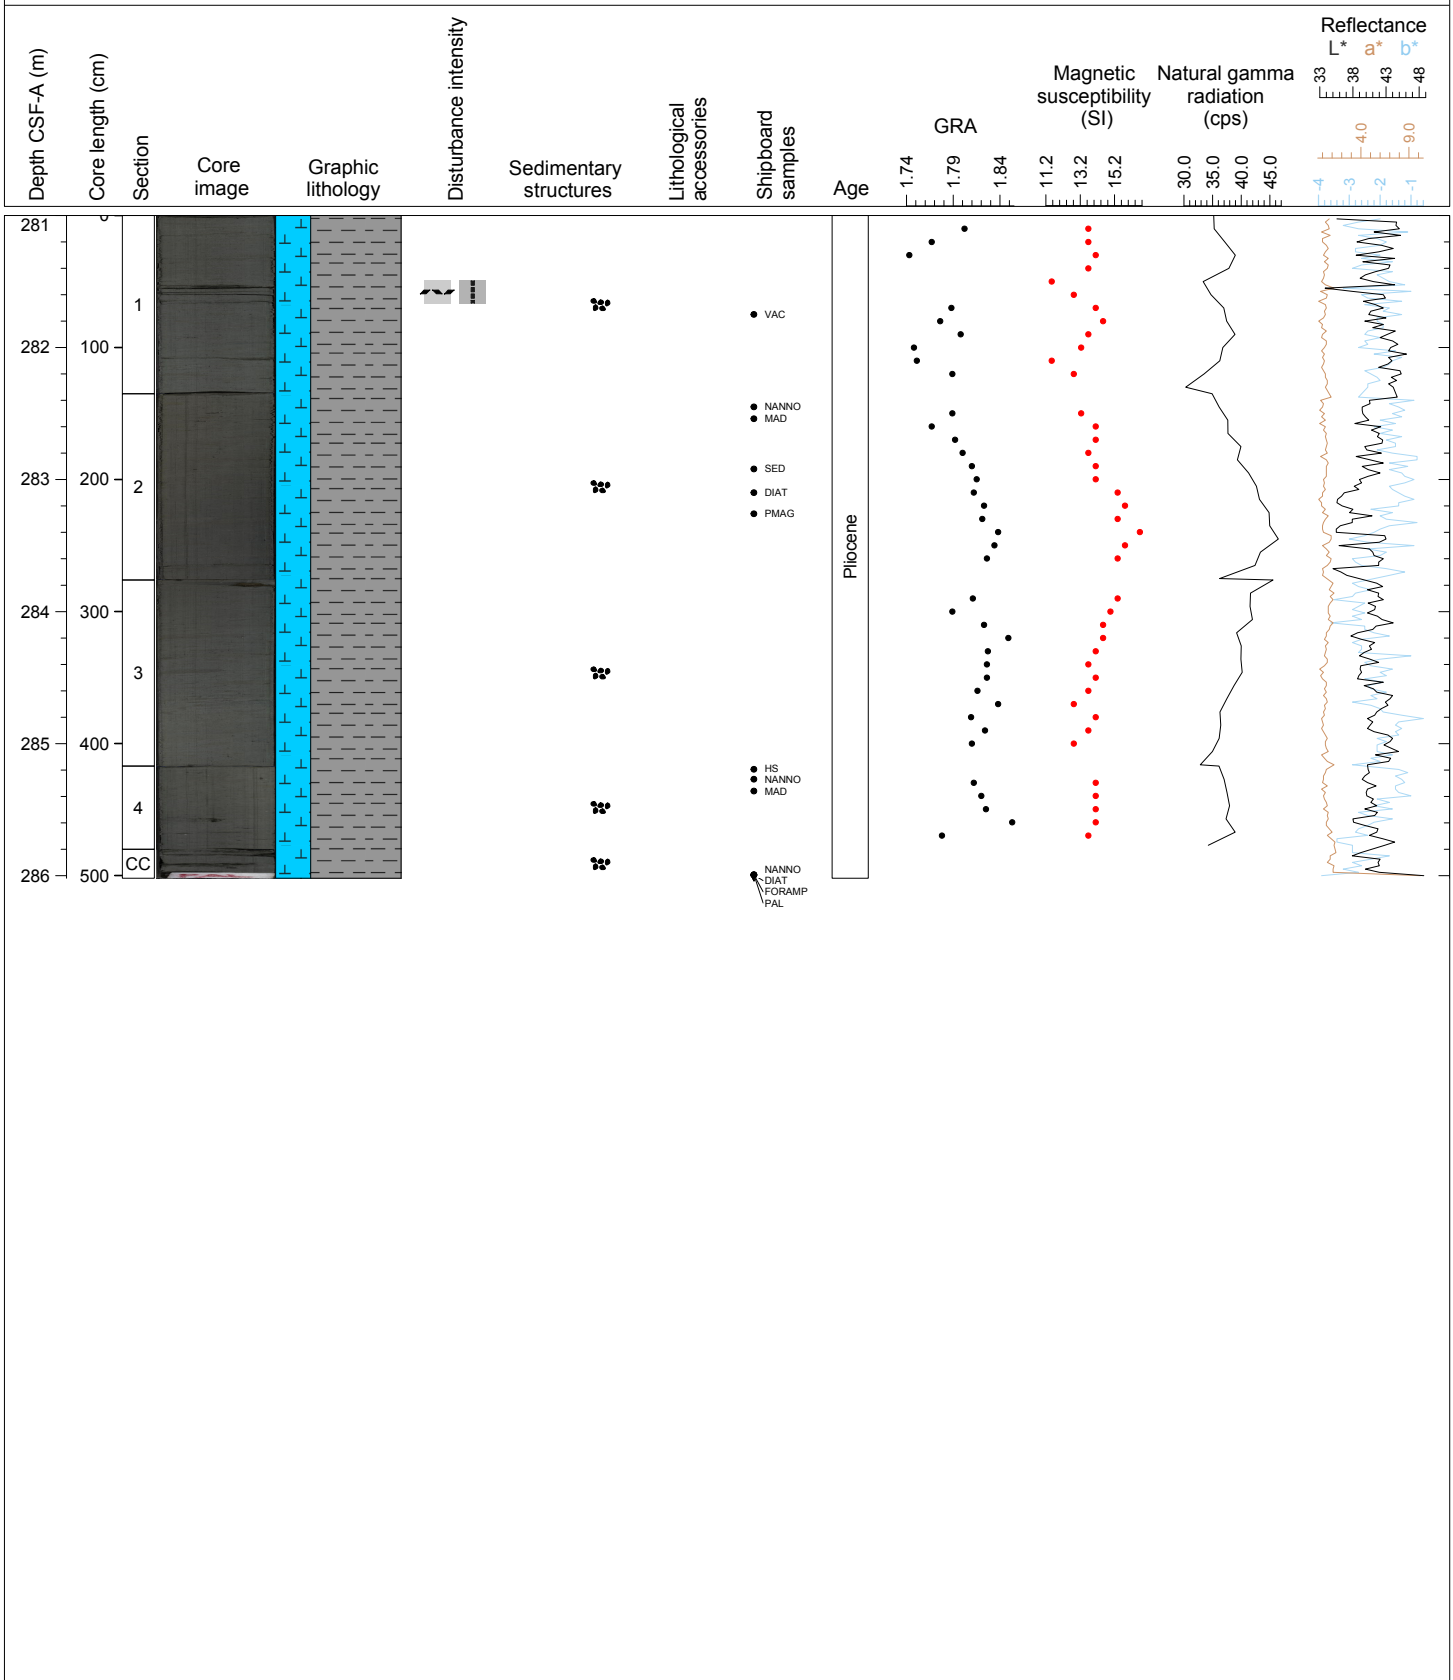 Depth CSF-A (m)
Core length (cm)
Section
Core
image
Graphic
lithology
Disturbance intensity
Sedimentary
structures
Lithological
accessories
Shipboard
samples
Age
GRA
1.74 1.79 1.84
Magnetic
susceptibility
(SI)
11.2 13.2 15.2
Natural gamma
radiation
(cps)
30.0 35.0 40.0 45.0
Reflectance
L* a* b*
33 38 43 48
4.0 9.0
-4 -3 -2 -1
281
282
283
284
285
286
0
100
200
300
400
500
1
2
3
4
CC
VAC
NANNO
MAD
SED
DIAT
PMAG
HS
NANNO
MAD
NANNO
DIAT
FORAMP
PAL
Pliocene